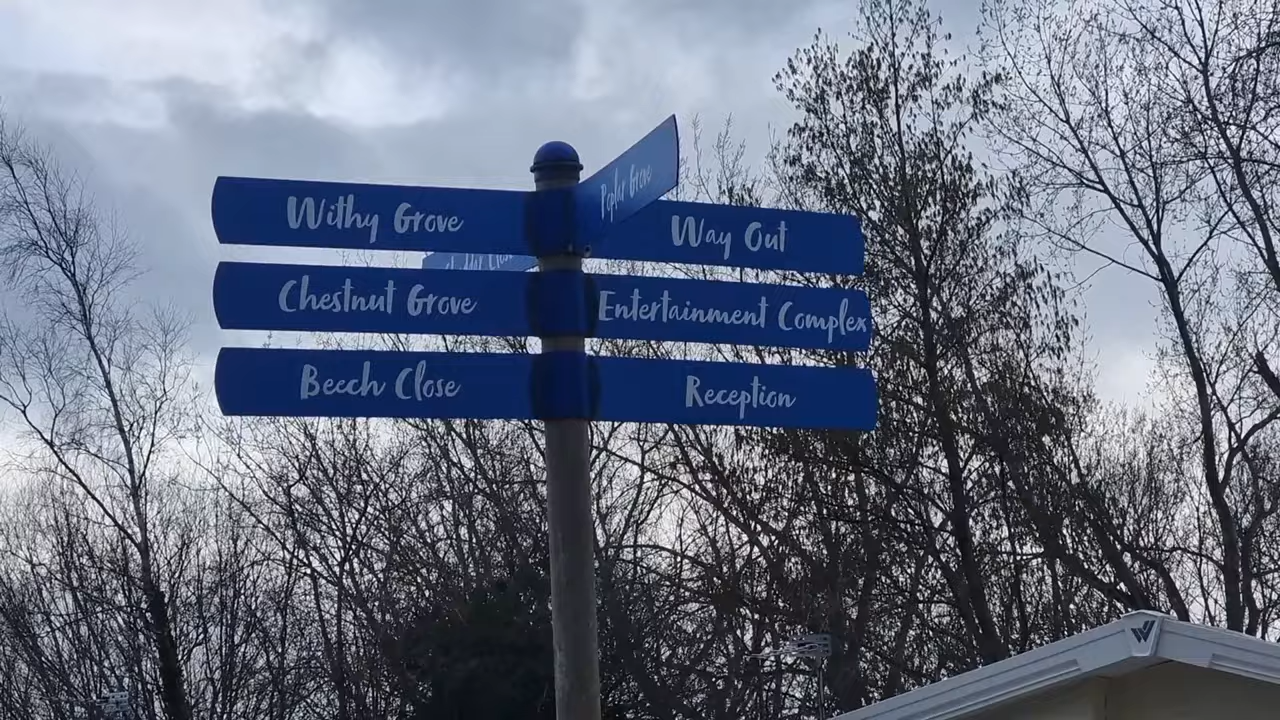 Poplar Grove
Withy Grove
Way Out
Chestnut Grove
Entertainment Complex
Beech Close
Reception